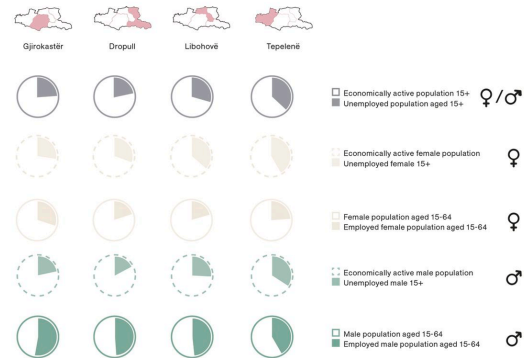 Gjirokastër
Dropull
Libohovë
Tepelenë
Economically active population 15+
Unemployed population aged 15+
♀/♂
Economically active female population
Unemployed female 15+
♀
Female population aged 15-64
Employed female population aged 15-64
♀
Economically active male population
Unemployed male 15+
♂
Male population aged 15-64
Employed male population aged 15-64
♂